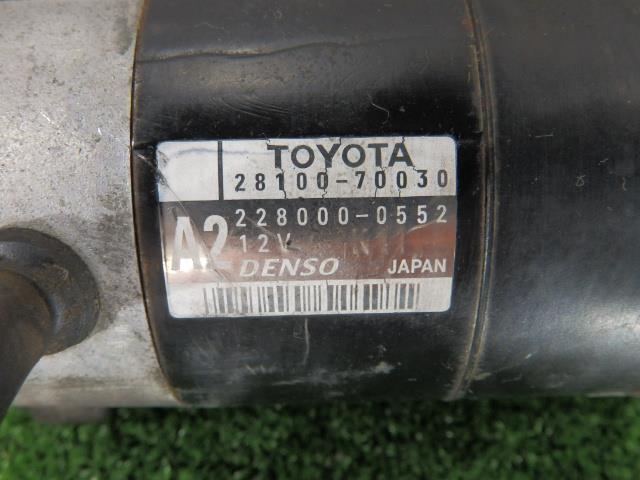 TOYOTA
28100-70030
A2
228000-0552
12V
DENSO
JAPAN